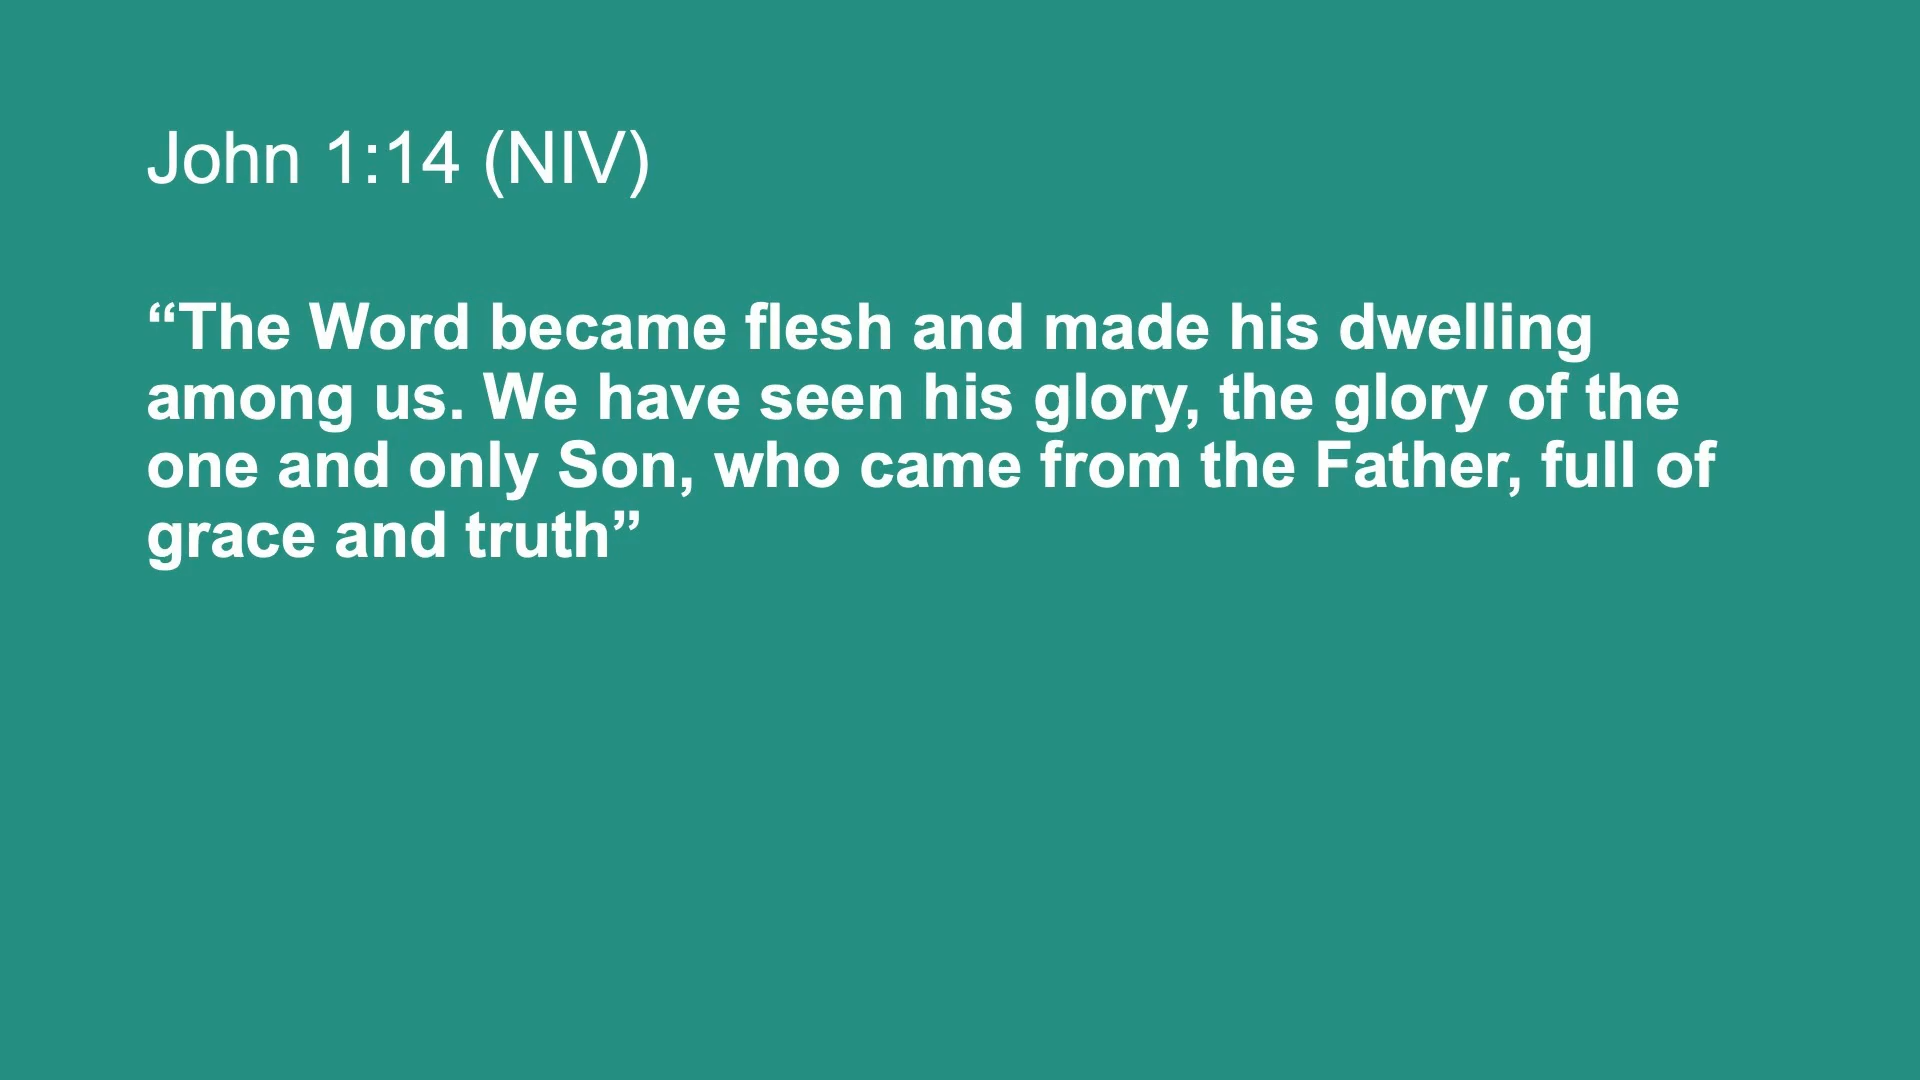 John 1:14 (NIV)
“The Word became flesh and made his dwelling
among us. We have seen his glory, the glory of the
one and only Son, who came from the Father, full of
grace and truth”